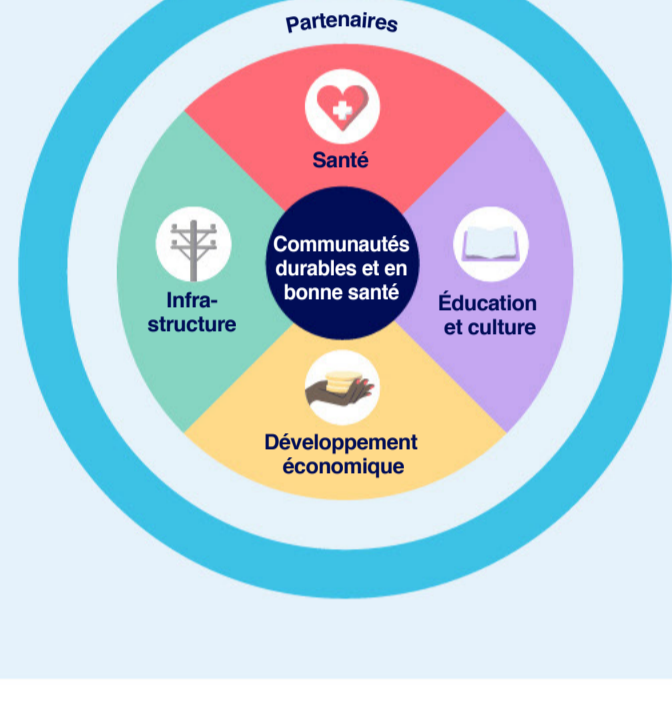 Partenaires
Santé
Communautés
durables et en
bonne santé
Infra-
structure
Éducation
et culture
Développement
économique